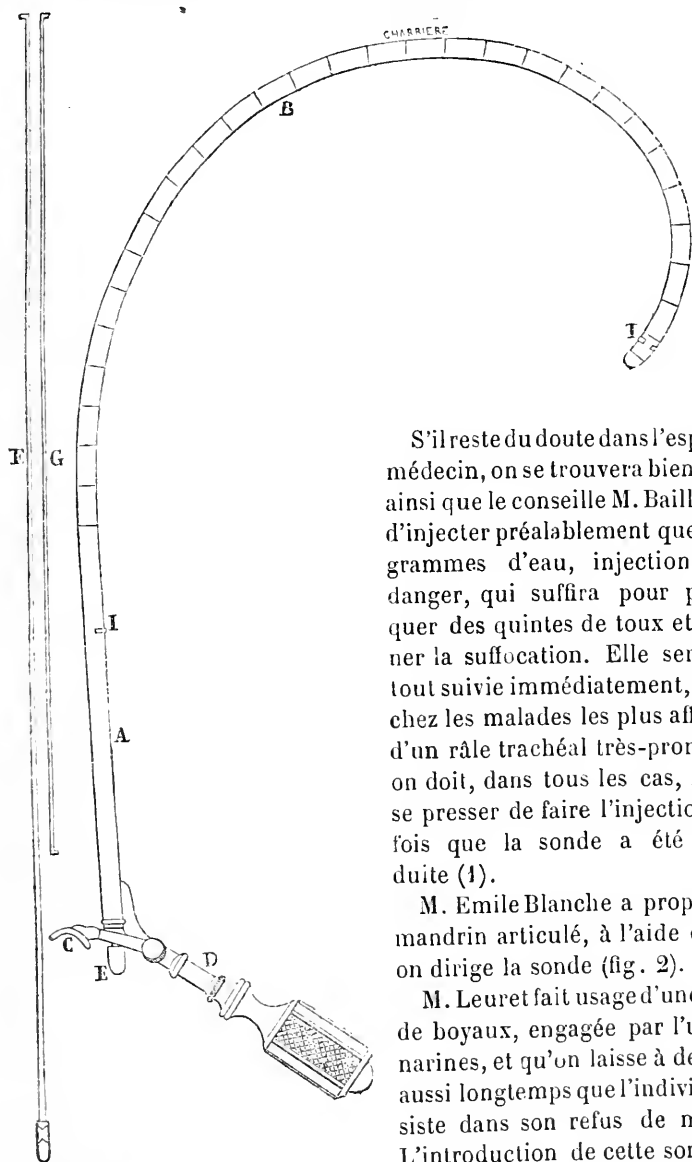 CHARRIERE
B
I
F G
I
A
C
D
E
S'il reste du doute dans l'esp
médecin, on se trouvera bien
ainsi que le conseille M. Baill
d'injecter préalablement que
grammes d'eau, injection
danger, qui suffira pour p
quer des quintes de toux et
ner la suffocation. Elle ser
tout suivie immédiatement,
chez les malades les plus aff
d'un râle trachéal très-pron
on doit, dans tous les cas,
se presser de faire l'injectio
fois que la sonde a été
duite (1).
M. Emile Blanche a prop
mandrin articulé, à l'aide
on dirige la sonde (fig. 2).
M. Leuret fait usage d'une
de boyaux, engagée par l'u
narines, et qu'on laisse à de
aussi longtemps que l'indivi
siste dans son refus de m
L'introduction de cette son